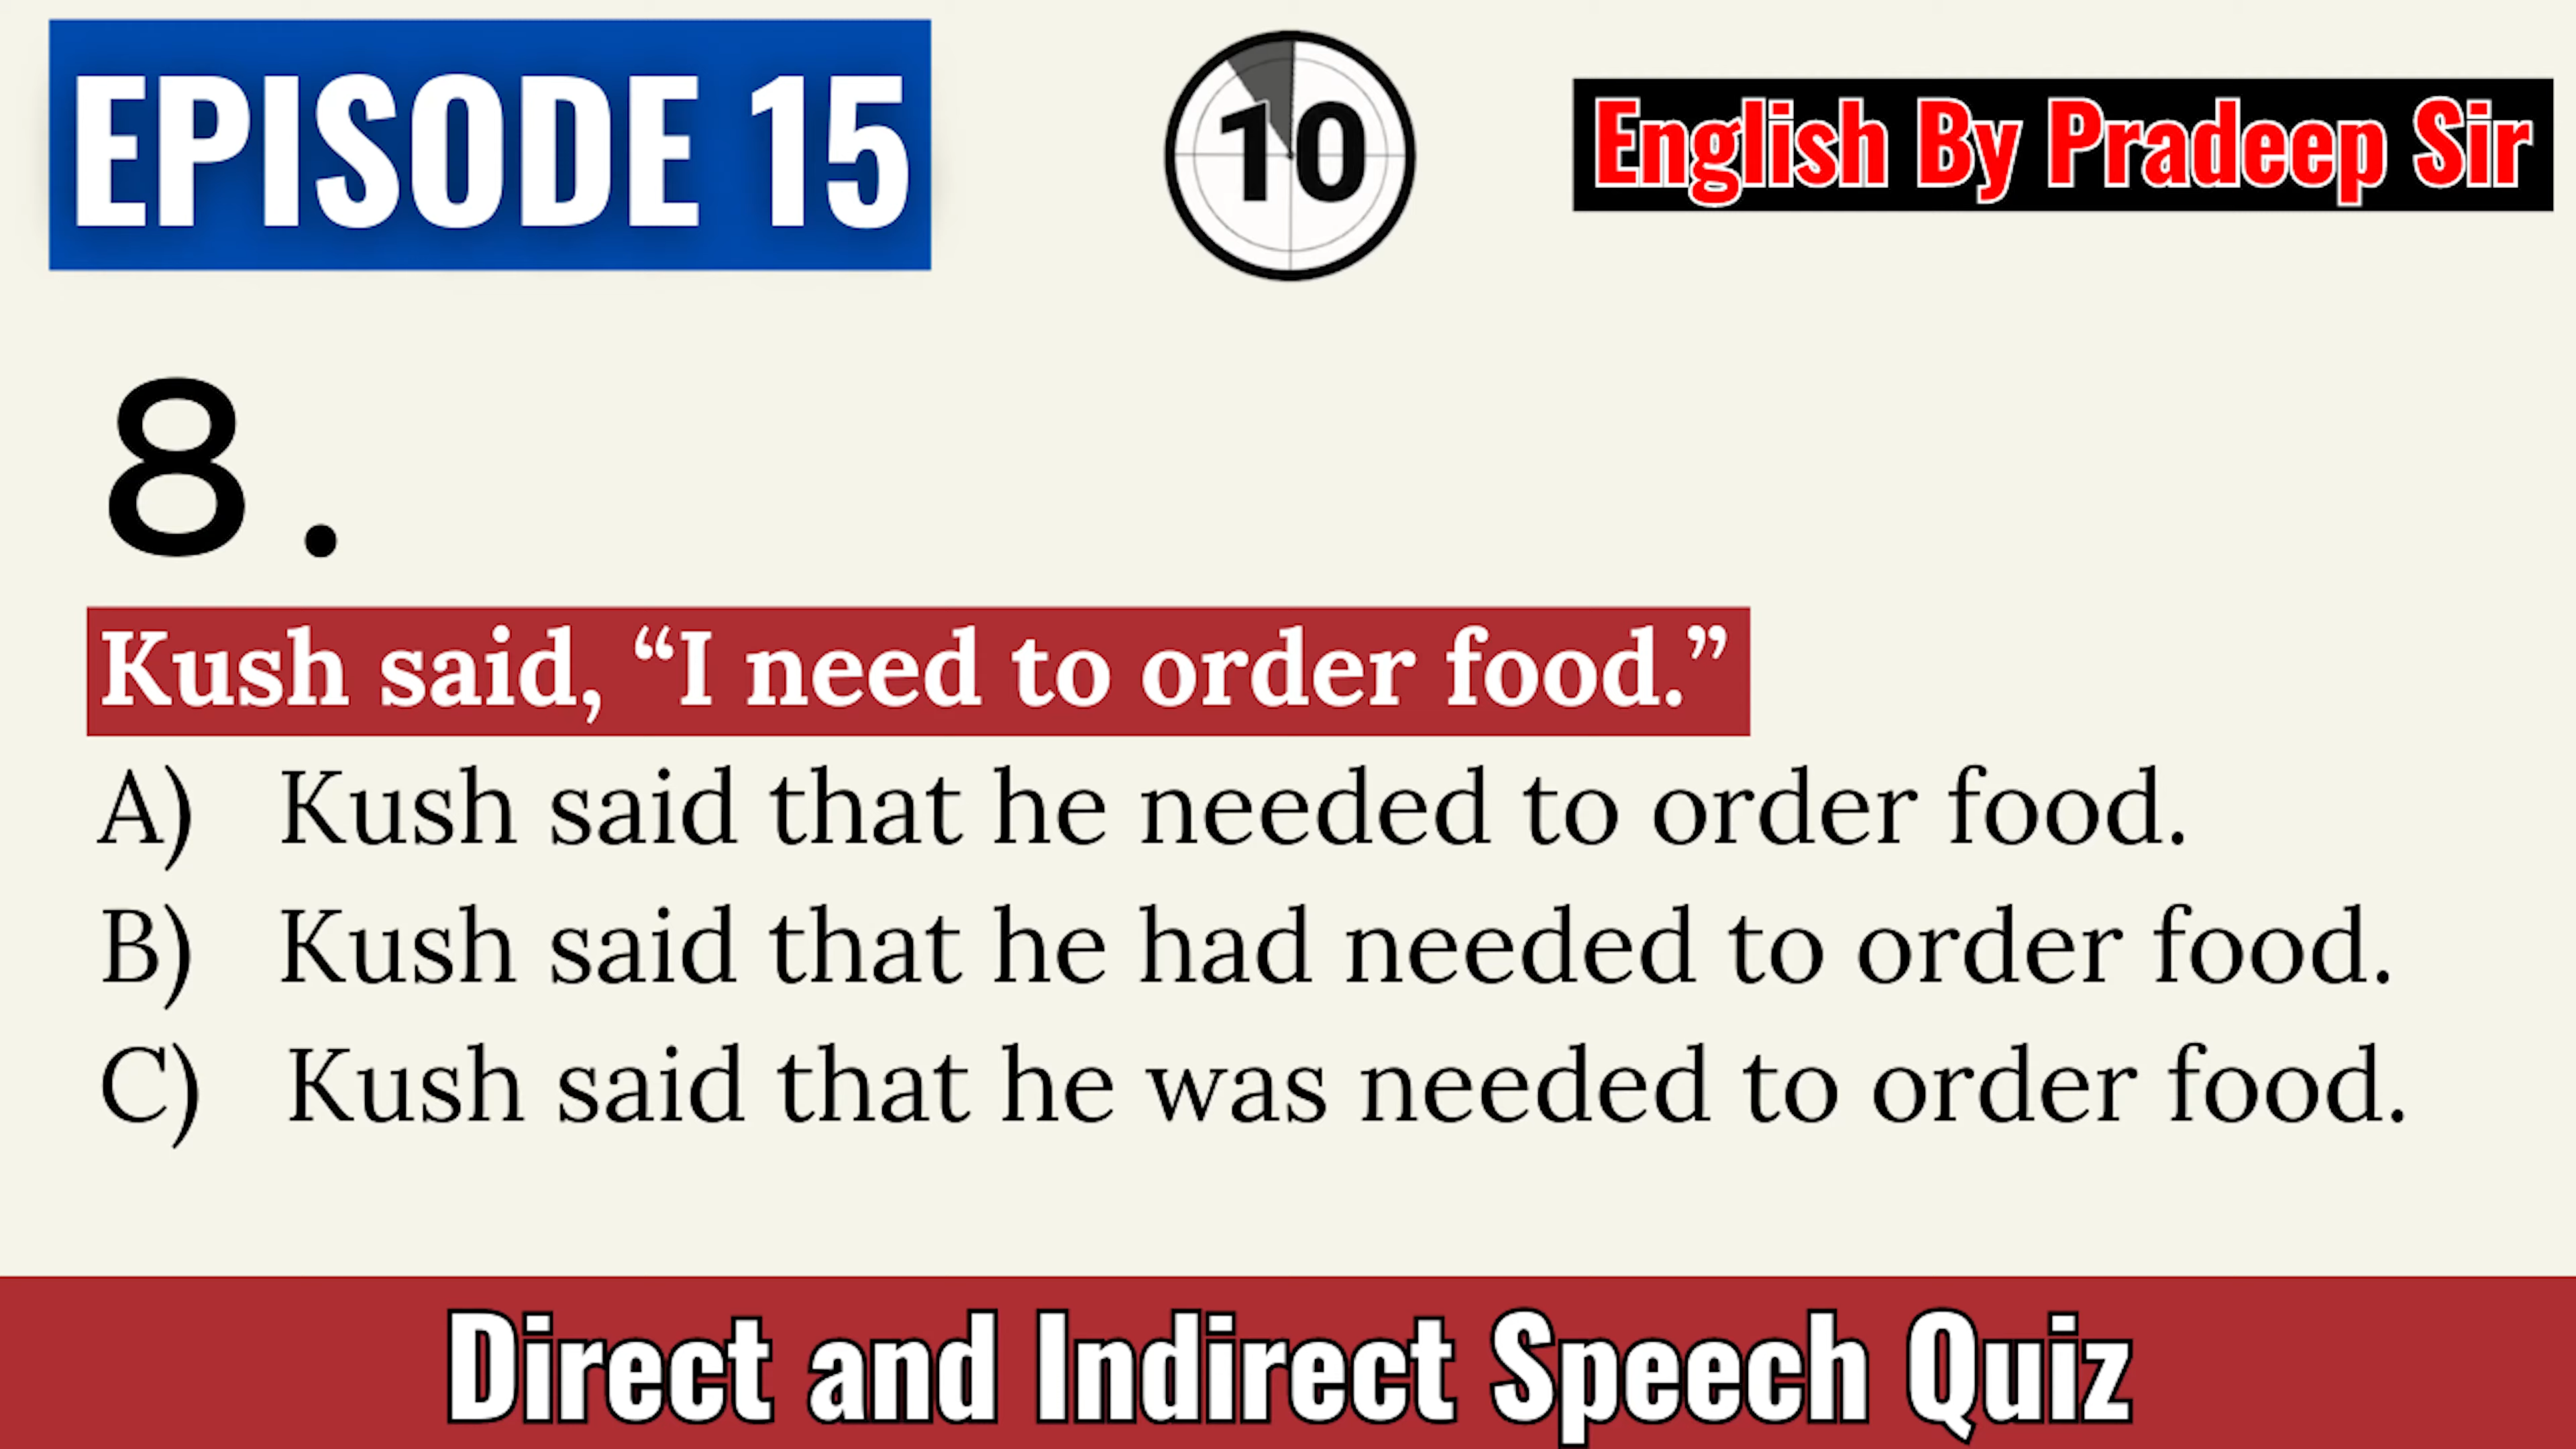 EPISODE 15
10
English By Pradeep Sir
8.
Kush said, “I need to order food.”
A) Kush said that he needed to order food.
B) Kush said that he had needed to order food.
C) Kush said that he was needed to order food.
Direct and Indirect Speech Quiz